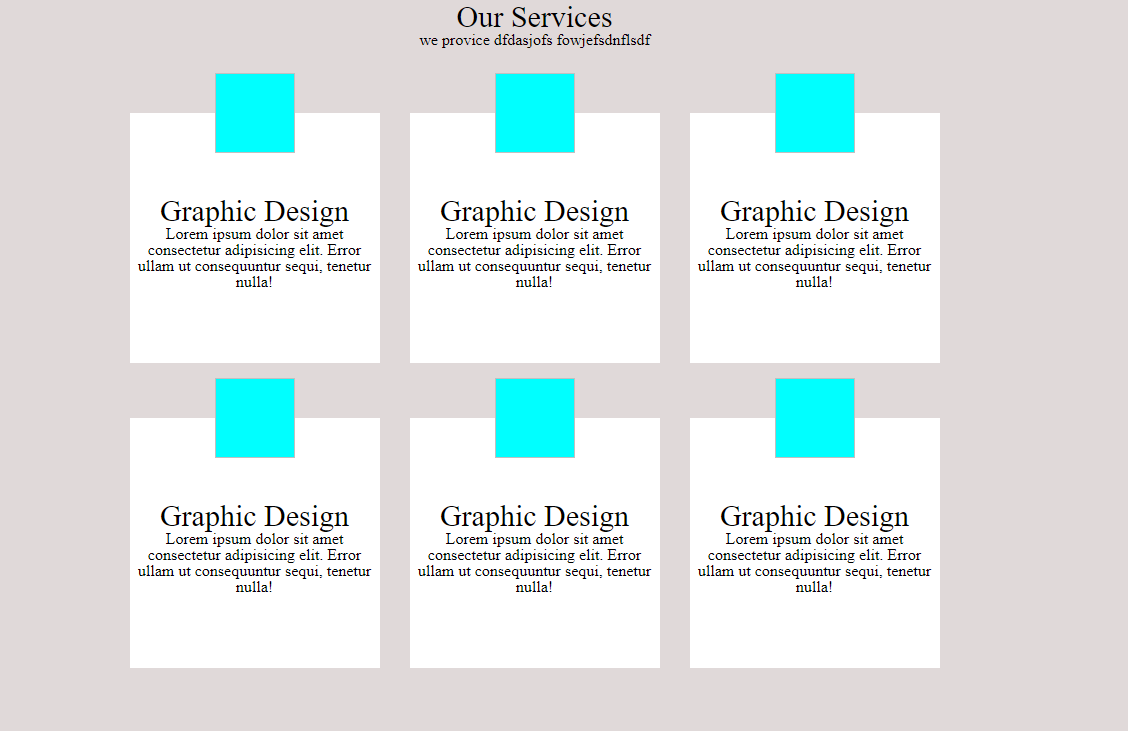 Our Services
we provice dfdasjofs fowjefsdnflsdf
Graphic Design
Lorem ipsum dolor sit amet
consectetur adipisicing elit. Error
ullam ut consequuntur sequi, tenetur
nulla!
Graphic Design
Lorem ipsum dolor sit amet
consectetur adipisicing elit. Error
ullam ut consequuntur sequi, tenetur
nulla!
Graphic Design
Lorem ipsum dolor sit amet
consectetur adipisicing elit. Error
ullam ut consequuntur sequi, tenetur
nulla!
Graphic Design
Lorem ipsum dolor sit amet
consectetur adipisicing elit. Error
ullam ut consequuntur sequi, tenetur
nulla!
Graphic Design
Lorem ipsum dolor sit amet
consectetur adipisicing elit. Error
ullam ut consequuntur sequi, tenetur
nulla!
Graphic Design
Lorem ipsum dolor sit amet
consectetur adipisicing elit. Error
ullam ut consequuntur sequi, tenetur
nulla!